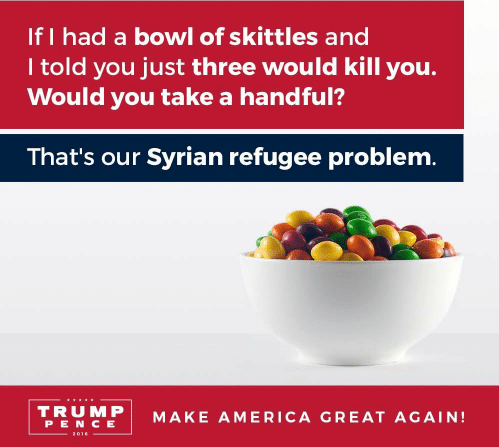 If I had a bowl of skittles and
I told you just three would kill you.
Would you take a handful?
That's our Syrian refugee problem.
TRUMP
PENCE
2016
MAKE AMERICA GREAT AGAIN!